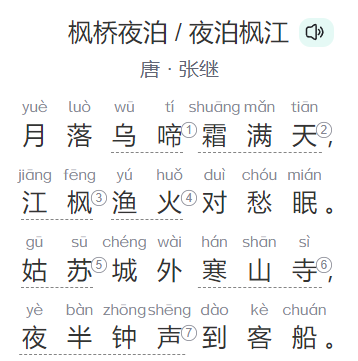 枫桥夜泊 / 夜泊枫江
唐 · 张继
yuè luò wū tí shuāng mǎn tiān
月落乌啼①霜满天②,
jiāng fēng yú huǒ duì chóu mián
江枫③渔火④对愁眠。
gū sū chéng wài hán shān sì
姑苏⑤城外寒山寺⑥,
yè bàn zhōng shēng dào kè chuán
夜半钟声⑦到客船。